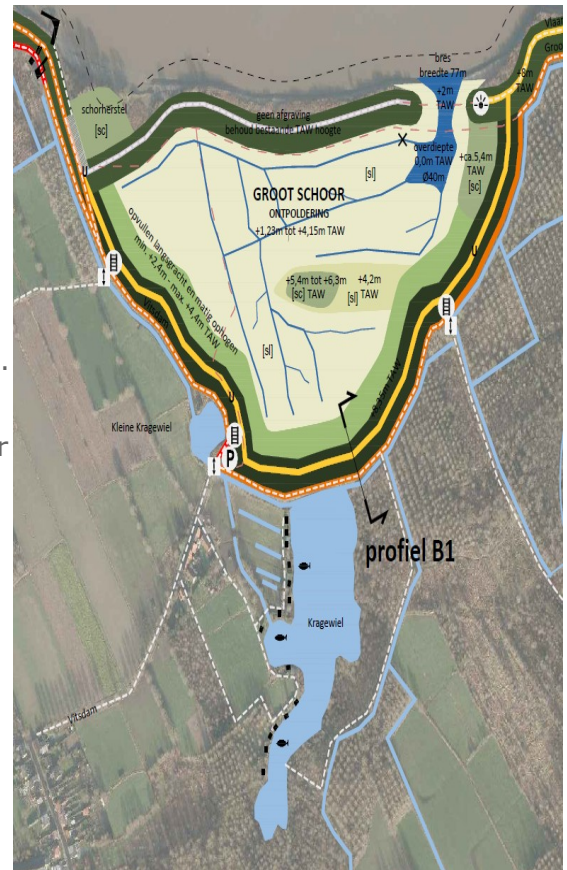 Vlaat
Groo
+8m
TAW
bres
breedte 77m
+2m
TAW
schorherstel
[sc]
geen afgraving
behoud bestaande TAW hoogte
overdiepte
0,0m TAW
Ø40m
+ca.5,4m
TAW
[sc]
[sl]
GROOT SCHOOR
ONTPOLDERING
+1,23m tot +4,15m TAW
U
U
opvullen langsgracht en matig ophogen
min. +2,4m - max. +4,4m TAW
+5,4m tot +6,3m
[sc] TAW
+4,2m
[sl] TAW
[sl]
Vitsdam
U
Kleine Kragewiel
P
profiel B1
Kragewiel
Vitsdam
.
r